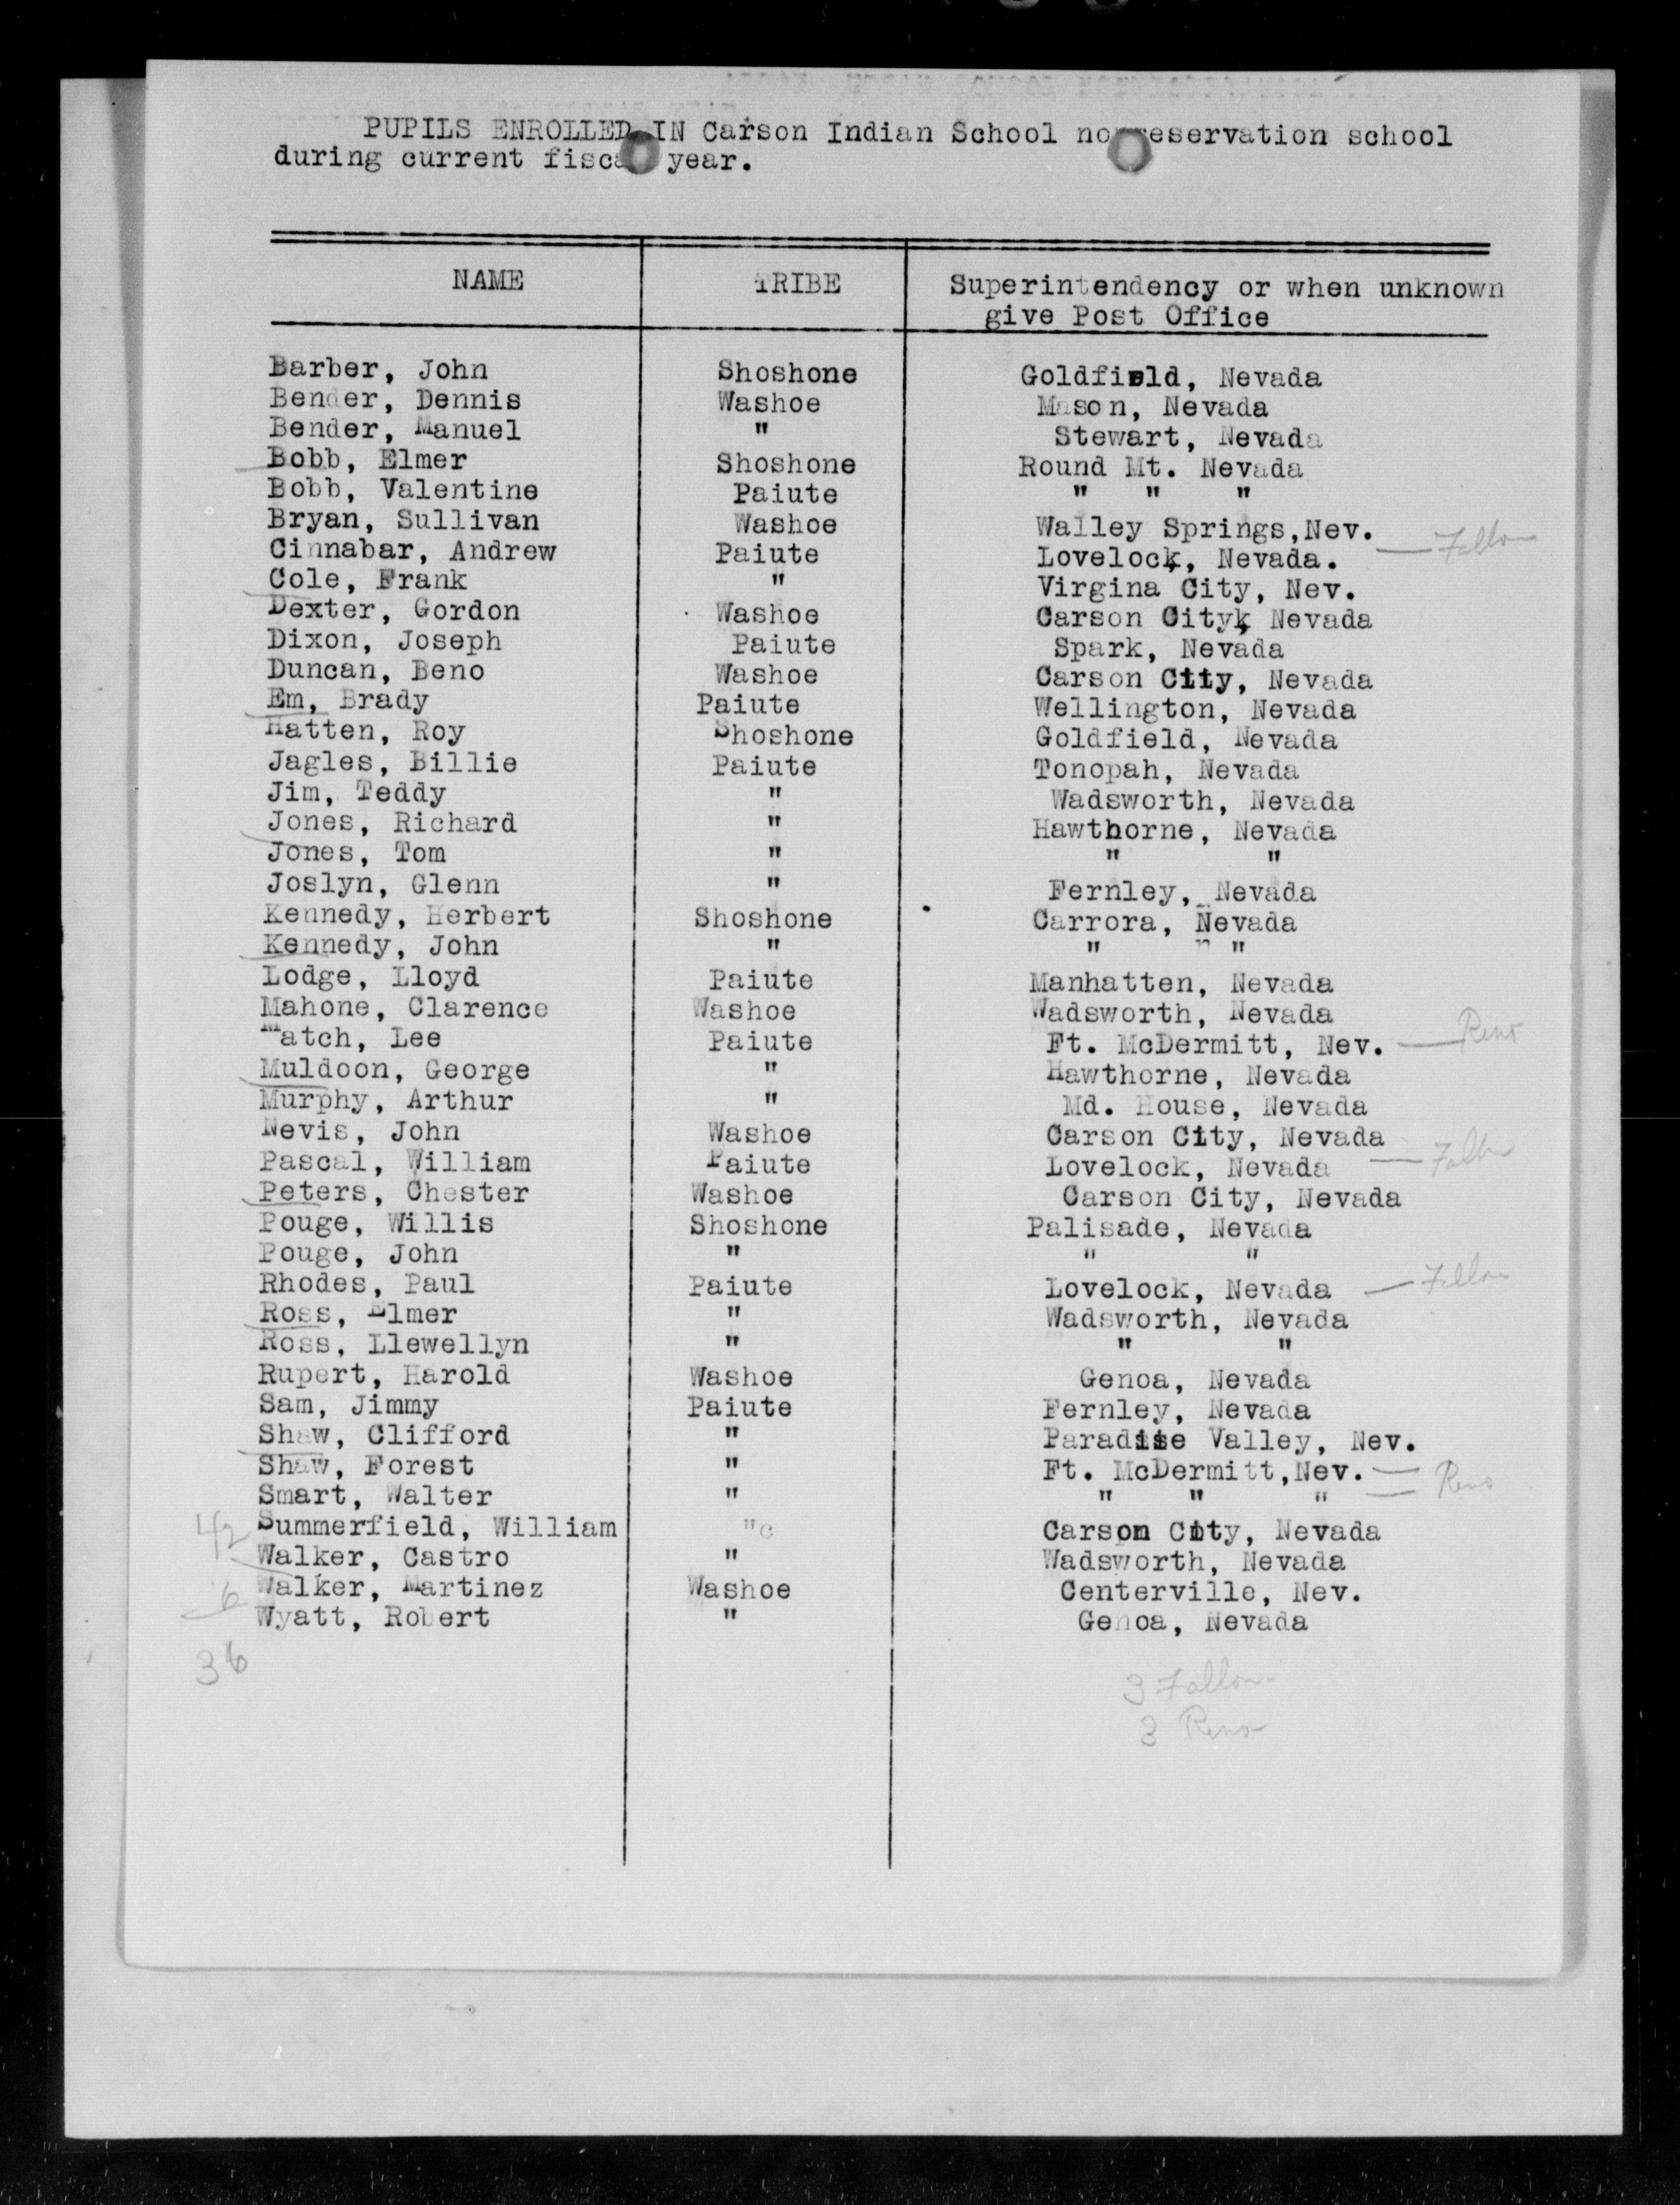 PUPILS ENROLLED IN Carson Indian School nonreservation school
during current fiscal year.
NAME TRIBE Superintendency or when unknown
give Post Office
Barber, John Shoshone Goldfield, Nevada
Bender, Dennis Washoe Mason, Nevada
Bender, Manuel " Stewart, Nevada
Bobb, Elmer Shoshone Round Mt. Nevada
Bobb, Valentine Paiute " " "
Bryan, Sullivan Washoe Walley Springs,Nev.
Cinnabar, Andrew Paiute Lovelock, Nevada. — Fallon
Cole, Frank " Virgina City, Nev.
Dexter, Gordon Washoe Carson City, Nevada
Dixon, Joseph Paiute Spark, Nevada
Duncan, Beno Washoe Carson City, Nevada
Em, Brady Paiute Wellington, Nevada
Hatten, Roy Shoshone Goldfield, Nevada
Jagles, Billie Paiute Tonopah, Nevada
Jim, Teddy " Wadsworth, Nevada
Jones, Richard " Hawthorne, Nevada
Jones, Tom " " "
Joslyn, Glenn " Fernley, Nevada
Kennedy, Herbert Shoshone Carrora, Nevada
Kennedy, John " " " "
Lodge, Lloyd Paiute Manhatten, Nevada
Mahone, Clarence Washoe Wadsworth, Nevada
Match, Lee Paiute Ft. McDermitt, Nev. — Reno
Muldoon, George " Hawthorne, Nevada
Murphy, Arthur " Md. House, Nevada
Nevis, John Washoe Carson City, Nevada
Pascal, William Paiute Lovelock, Nevada — Fallon
Peters, Chester Washoe Carson City, Nevada
Pouge, Willis Shoshone Palisade, Nevada
Pouge, John " " "
Rhodes, Paul Paiute Lovelock, Nevada — Fallon
Ross, Elmer " Wadsworth, Nevada
Ross, Llewellyn " " "
Rupert, Harold Washoe Genoa, Nevada
Sam, Jimmy Paiute Fernley, Nevada
Shaw, Clifford " Paradise Valley, Nev.
Shaw, Forest " Ft. McDermitt,Nev. —
Smart, Walter " " " " — Reno
42 Summerfield, William " Carson City, Nevada
Walker, Castro " Wadsworth, Nevada
6 Walker, Martinez Washoe Centerville, Nev.
Wyatt, Robert " Genoa, Nevada
36
3 Fallon
3 Reno